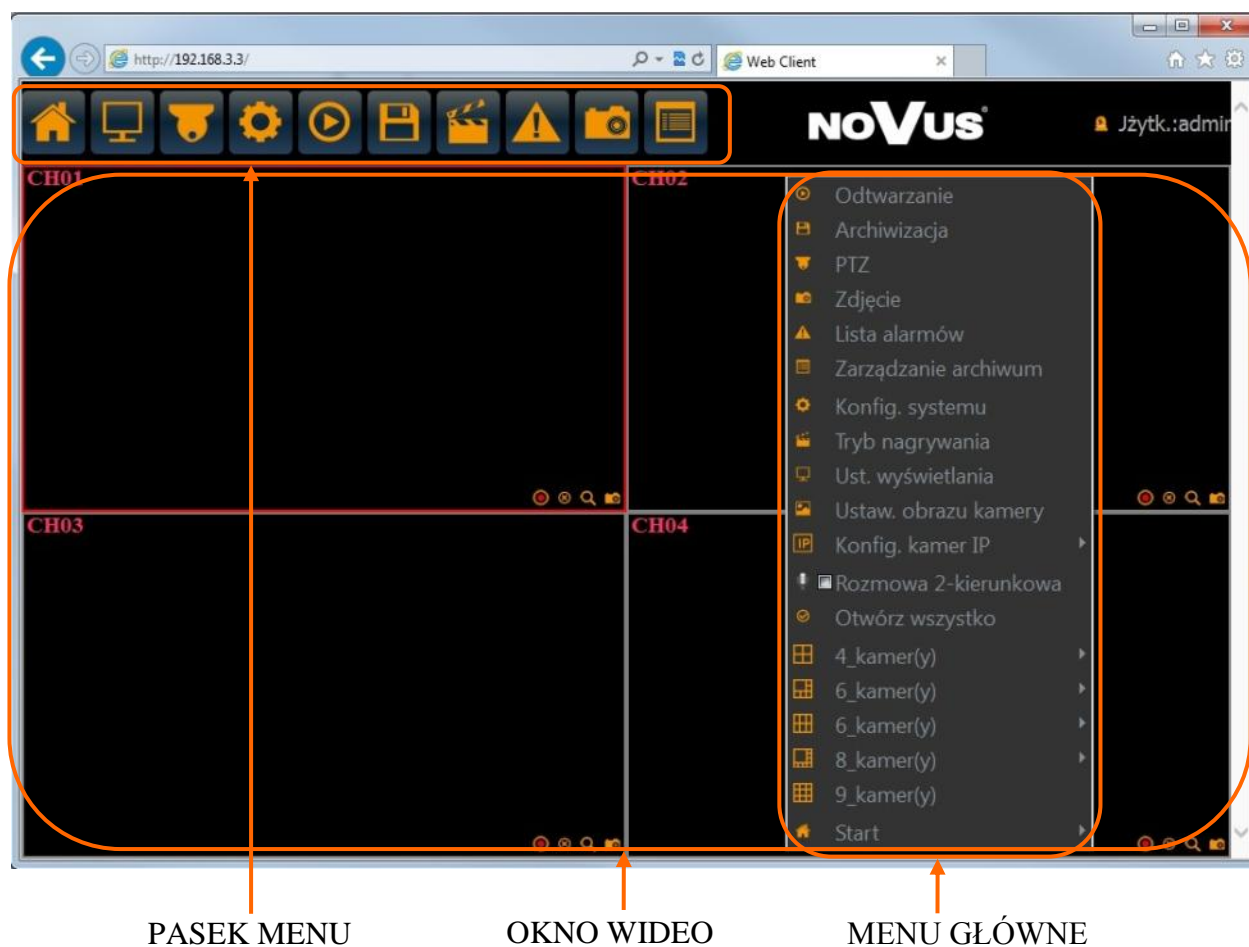 http://192.168.3.3/
Web Client
NOVUS
Jżytk.:admir
CH01
CH02
CH03
CH04
Odtwarzanie
Archiwizacja
PTZ
Zdjęcie
Lista alarmów
Zarządzanie archiwum
Konfig. systemu
Tryb nagrywania
Ust. wyświetlania
Ustaw. obrazu kamery
IP Konfig. kamer IP
Rozmowa 2-kierunkowa
Otwórz wszystko
4_kamer(y)
6_kamer(y)
6_kamer(y)
8_kamer(y)
9_kamer(y)
Start
PASEK MENU
OKNO WIDEO
MENU GŁÓWNE